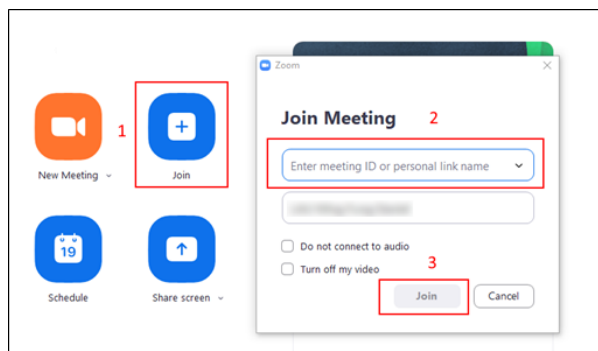 Zoom
Join Meeting
2
1
Enter meeting ID or personal link name
New Meeting
Join
Do not connect to audio
19
Turn off my video
3
Join
Cancel
Schedule
Share screen